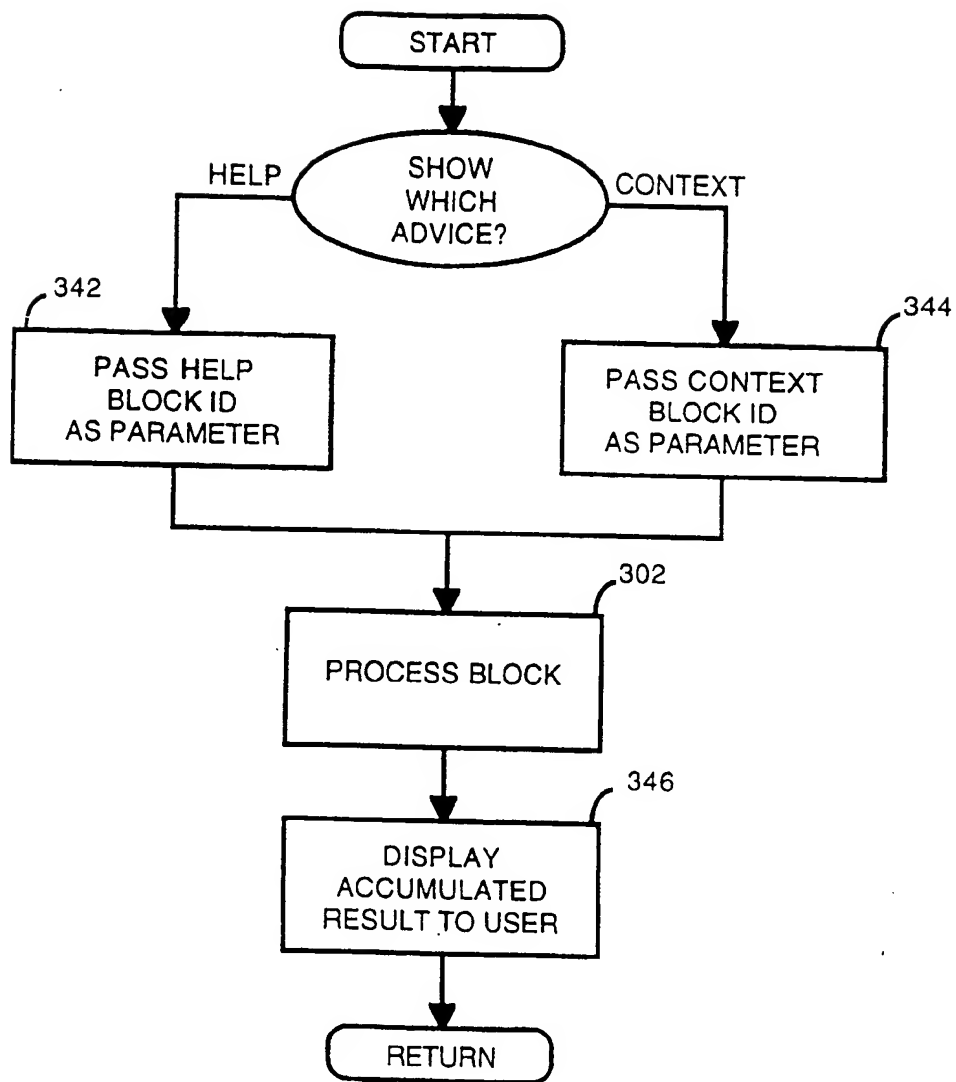 START
SHOW
WHICH
ADVICE?
HELP
CONTEXT
342
PASS HELP
BLOCK ID
AS PARAMETER
344
PASS CONTEXT
BLOCK ID
AS PARAMETER
302
PROCESS BLOCK
346
DISPLAY
ACCUMULATED
RESULT TO USER
RETURN